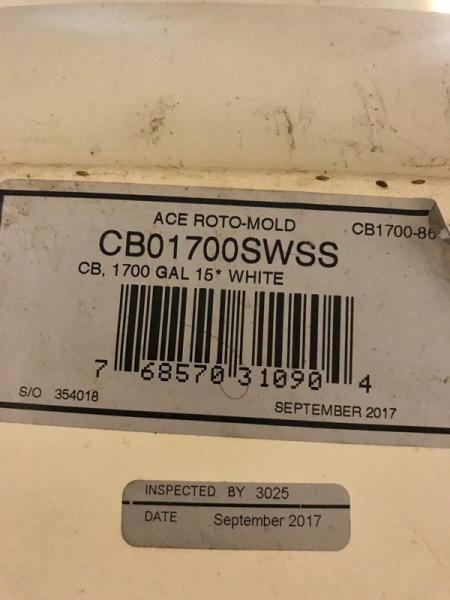 ACE ROTO-MOLD
CB1700-86
CB01700SWSS
CB, 1700 GAL 15* WHITE
7 68570 31090 4
S/O 354018
SEPTEMBER 2017
INSPECTED BY 3025
DATE September 2017